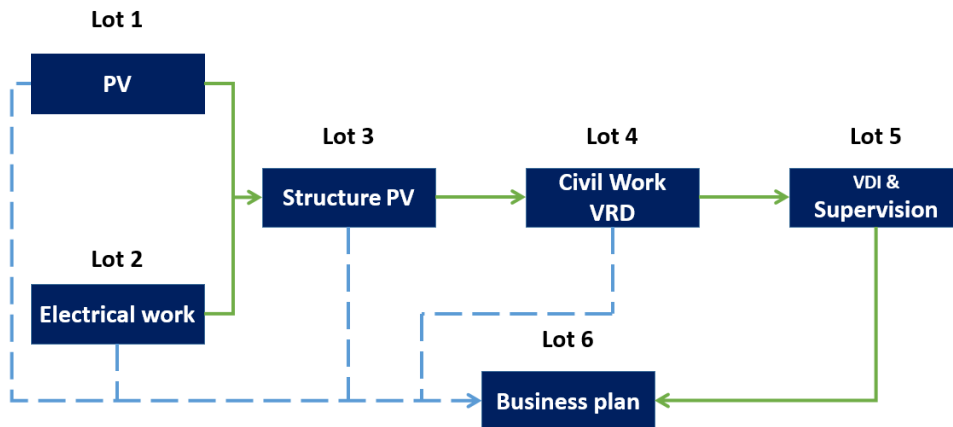 Lot 1
PV
Lot 3
Structure PV
Lot 4
Civil Work
VRD
Lot 5
VDI &
Supervision
Lot 2
Electrical work
Lot 6
Business plan